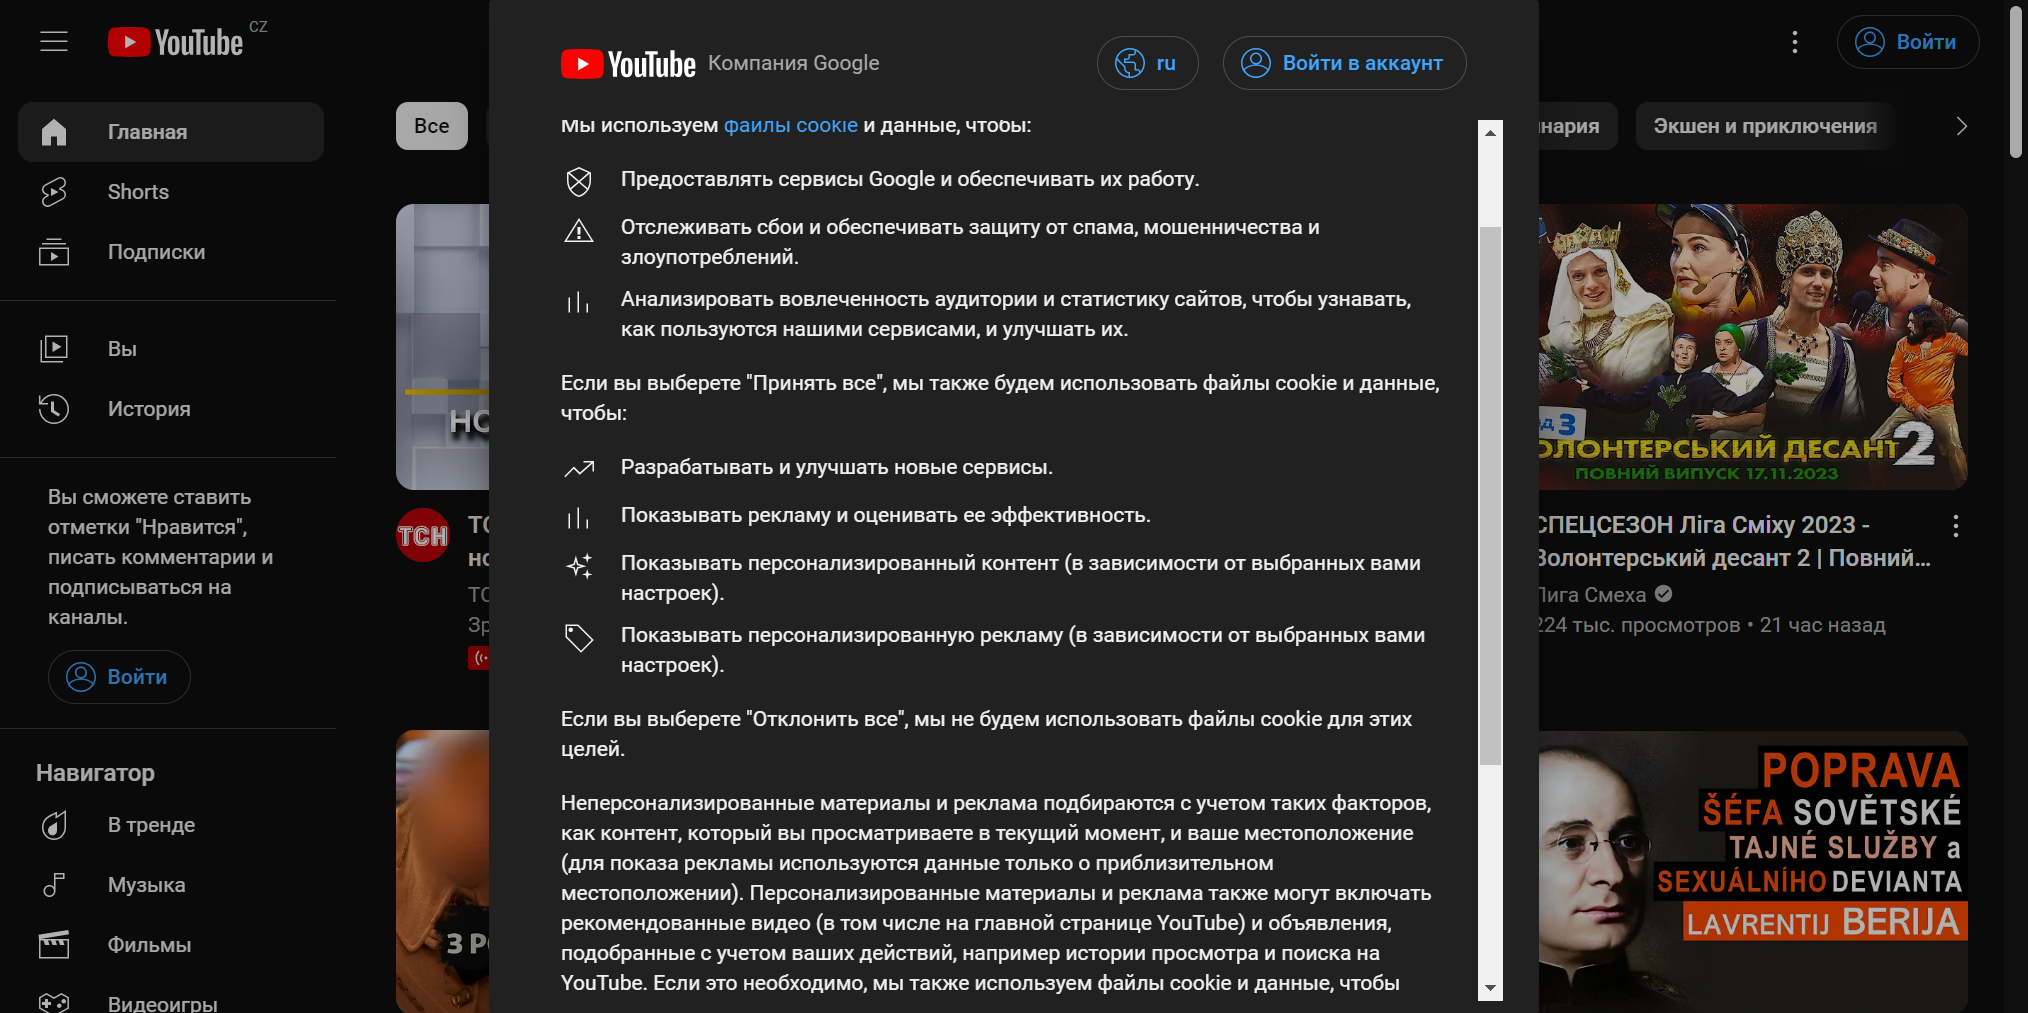 YouTube CZ
Главная
Shorts
Подписки
Вы
История
Вы сможете ставить
отметки "Нравится",
писать комментарии и
подписываться на
каналы.
Войти
Навигатор
В тренде
Музыка
Фильмы
Видеоигры
Все
ТСН
YouTube Компания Google
ru
Войти в аккаунт
Мы используем файлы cookie и данные, чтобы:
Предоставлять сервисы Google и обеспечивать их работу.
Отслеживать сбои и обеспечивать защиту от спама, мошенничества и
злоупотреблений.
Анализировать вовлеченность аудитории и статистику сайтов, чтобы узнавать,
как пользуются нашими сервисами, и улучшать их.
Если вы выберете "Принять все", мы также будем использовать файлы cookie и данные,
чтобы:
Разрабатывать и улучшать новые сервисы.
Показывать рекламу и оценивать ее эффективность.
Показывать персонализированный контент (в зависимости от выбранных вами
настроек).
Показывать персонализированную рекламу (в зависимости от выбранных вами
настроек).
Если вы выберете "Отклонить все", мы не будем использовать файлы cookie для этих
целей.
Неперсонализированные материалы и реклама подбираются с учетом таких факторов,
как контент, который вы просматриваете в текущий момент, и ваше местоположение
(для показа рекламы используются данные только о приблизительном
местоположении). Персонализированные материалы и реклама также могут включать
рекомендованные видео (в том числе на главной странице YouTube) и объявления,
подобранные с учетом ваших действий, например истории просмотра и поиска на
YouTube. Если это необходимо, мы также используем файлы cookie и данные, чтобы
Войти
Экшен и приключения
3
ВОЛОНТЕРСЬКИЙ ДЕСАНТ 2
ПОВНИЙ ВИПУСК 17.11.2023
СПЕЦСЕЗОН Ліга Сміху 2023 -
Волонтерський десант 2 | Повний...
Лига Смеха
224 тыс. просмотров • 21 час назад
POPRAVA
ŠÉFA SOVĚTSKÉ
TAJNÉ SLUŽBY a
SEXUÁLNÍHO DEVIANTA
LAVRENTIJ BERIJA